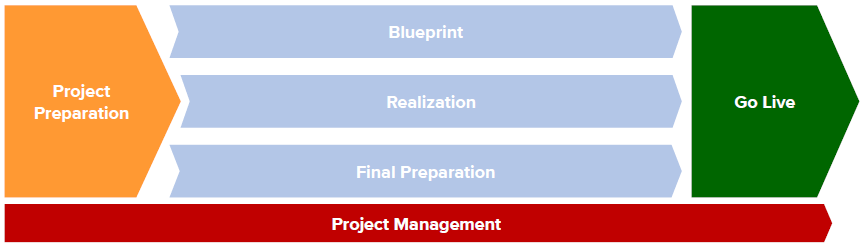 Project
Preparation
Blueprint
Realization
Final Preparation
Go Live
Project Management